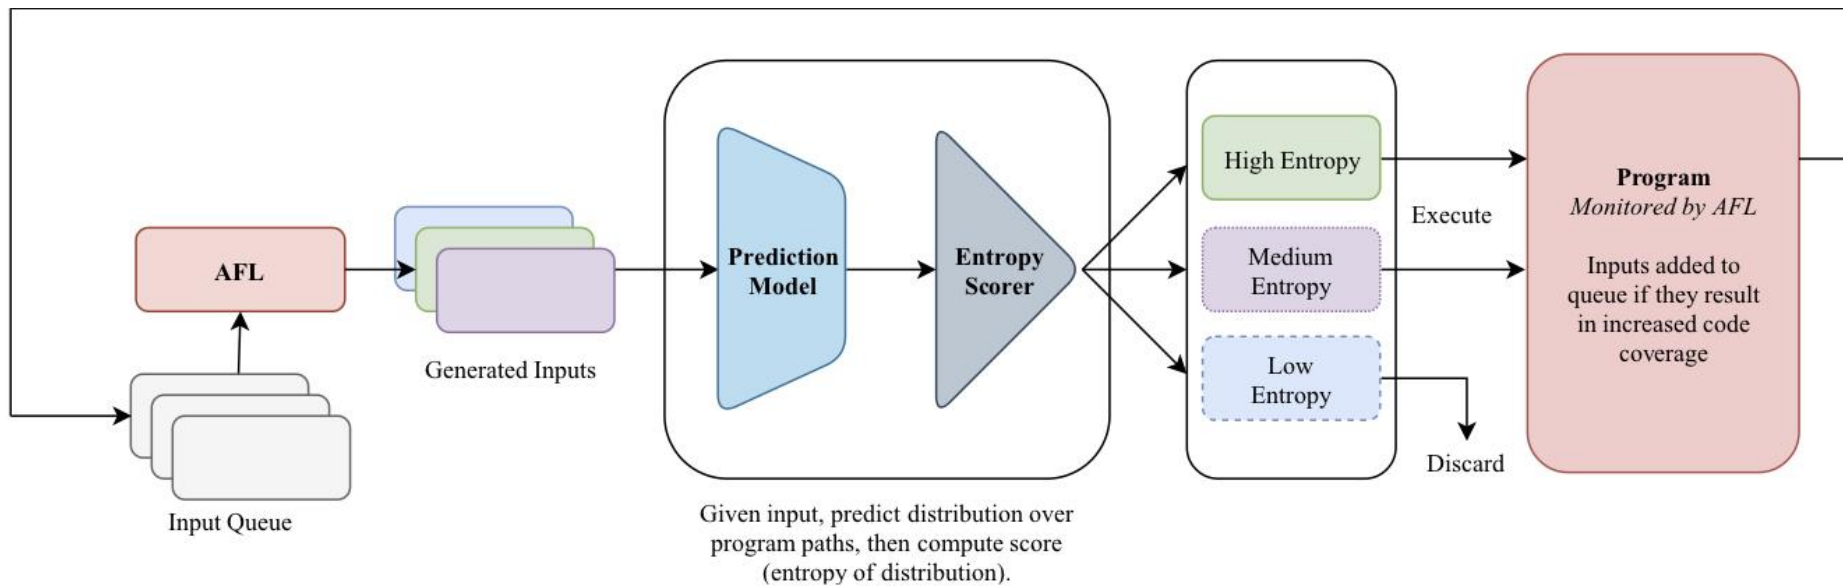 AFL
Input Queue
Generated Inputs
Prediction
Model
Entropy
Scorer
Given input, predict distribution over
program paths, then compute score
(entropy of distribution).
High Entropy
Medium
Entropy
Low
Entropy
Execute
Discard
Program
Monitored by AFL
Inputs added to
queue if they result
in increased code
coverage